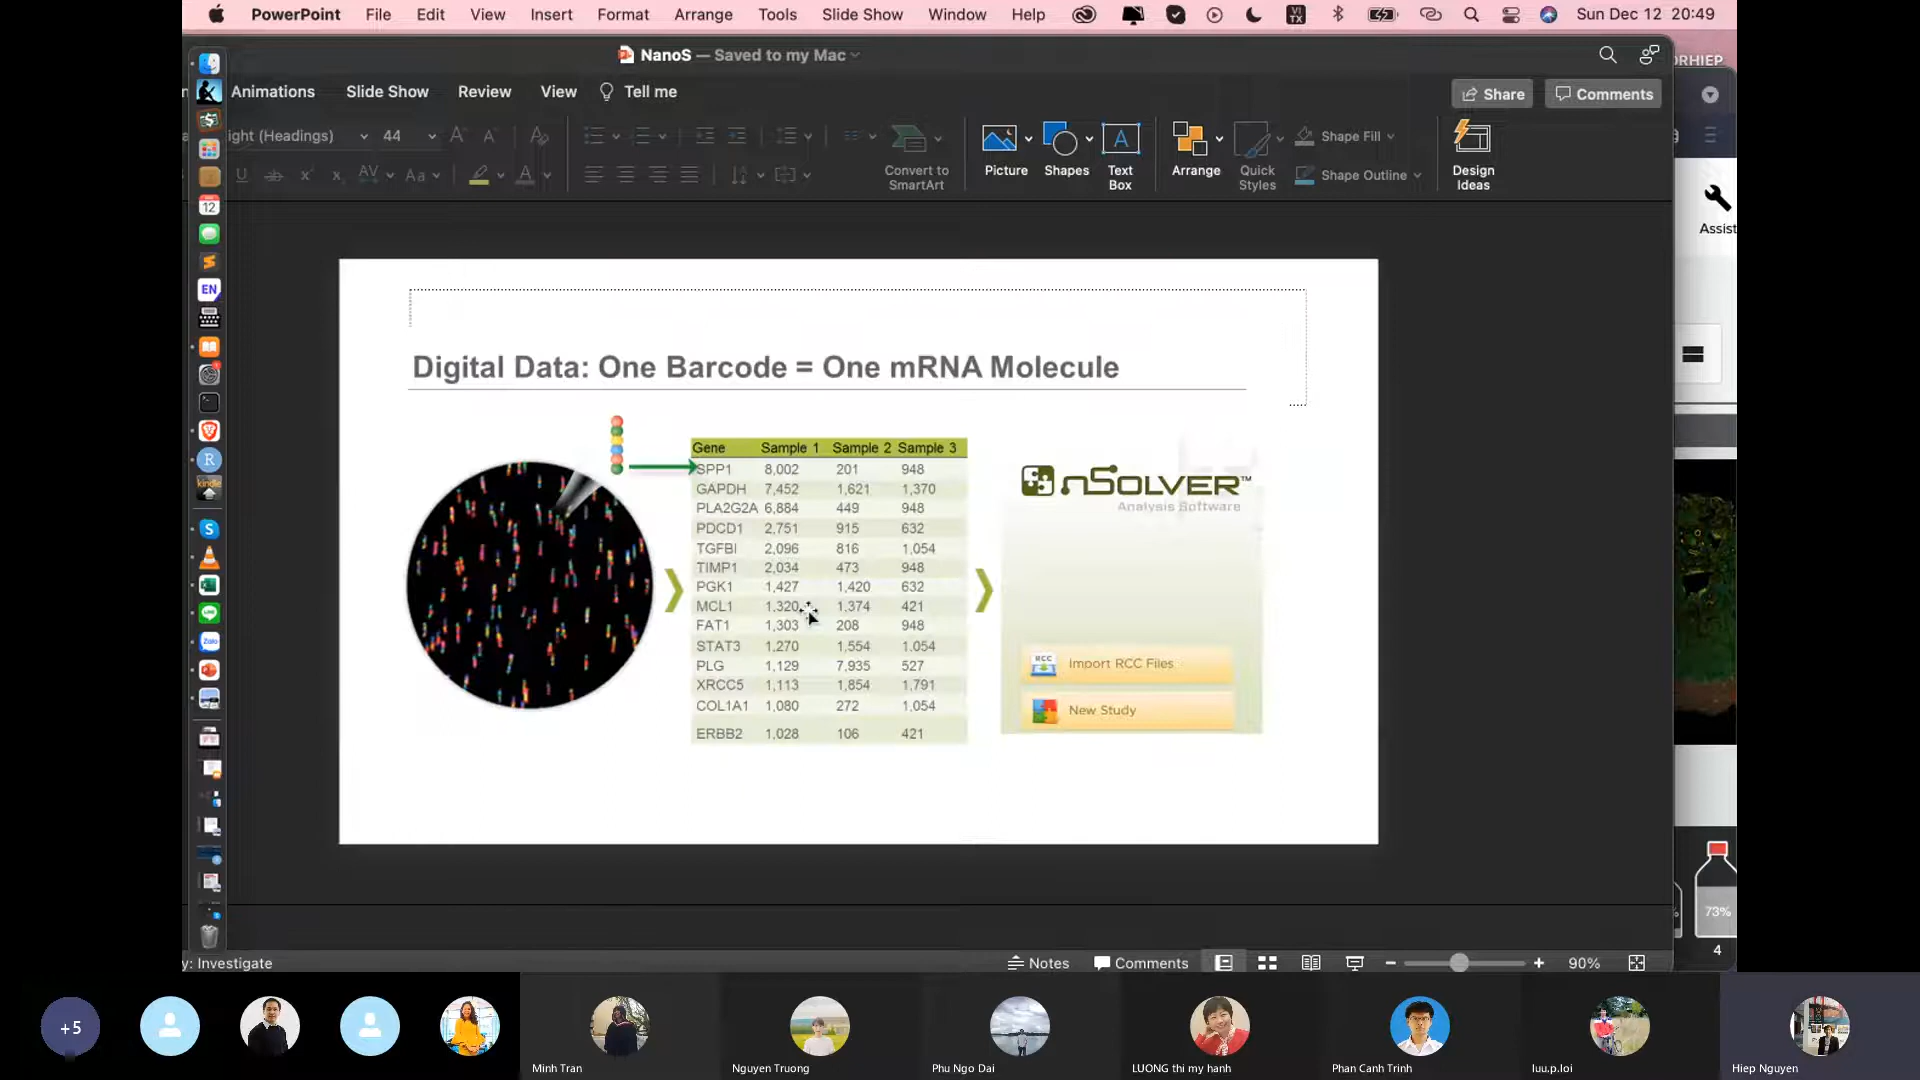 PowerPoint File Edit View Insert Format Arrange Tools Slide Show Window Help VI TX Sun Dec 12 20:49
NanoS — Saved to my Mac
Animations Slide Show Review View Tell me Share Comments
ight (Headings) 44 Shape Fill
Convert to SmartArt Picture Shapes Text Box Arrange Quick Styles Shape Outline Design Ideas
Assist
12
EN
Digital Data: One Barcode = One mRNA Molecule
Gene Sample 1 Sample 2 Sample 3
SPP1 8,002 201 948
GAPDH 7,452 1,621 1,370
PLA2G2A 6,884 449 948
PDCD1 2,751 915 632
TGFBI 2,096 816 1,054
TIMP1 2,034 473 948
PGK1 1,427 1,420 632
MCL1 1,320 1,374 421
FAT1 1,303 208 948
STAT3 1,270 1,554 1.054
PLG 1,129 7,935 527
XRCC5 1,113 1,854 1,791
COL1A1 1,080 272 1,054
ERBB2 1,028 106 421
nSOLVER™
Analysis Software
RCC Import RCC Files
New Study
kindle
Zalo
73%
4
y: Investigate Notes Comments 90%
+5
Minh Tran Nguyen Truong Phu Ngo Dai LUONG thi my hanh Phan Canh Trinh luu.p.loi Hiep Nguyen